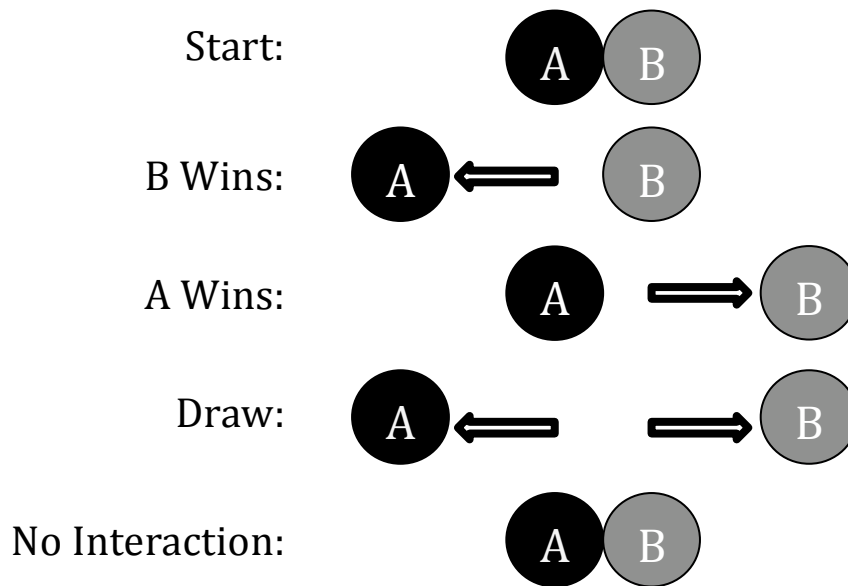 Start: A B
B Wins: A B
A Wins: A B
Draw: A B
No Interaction: A B